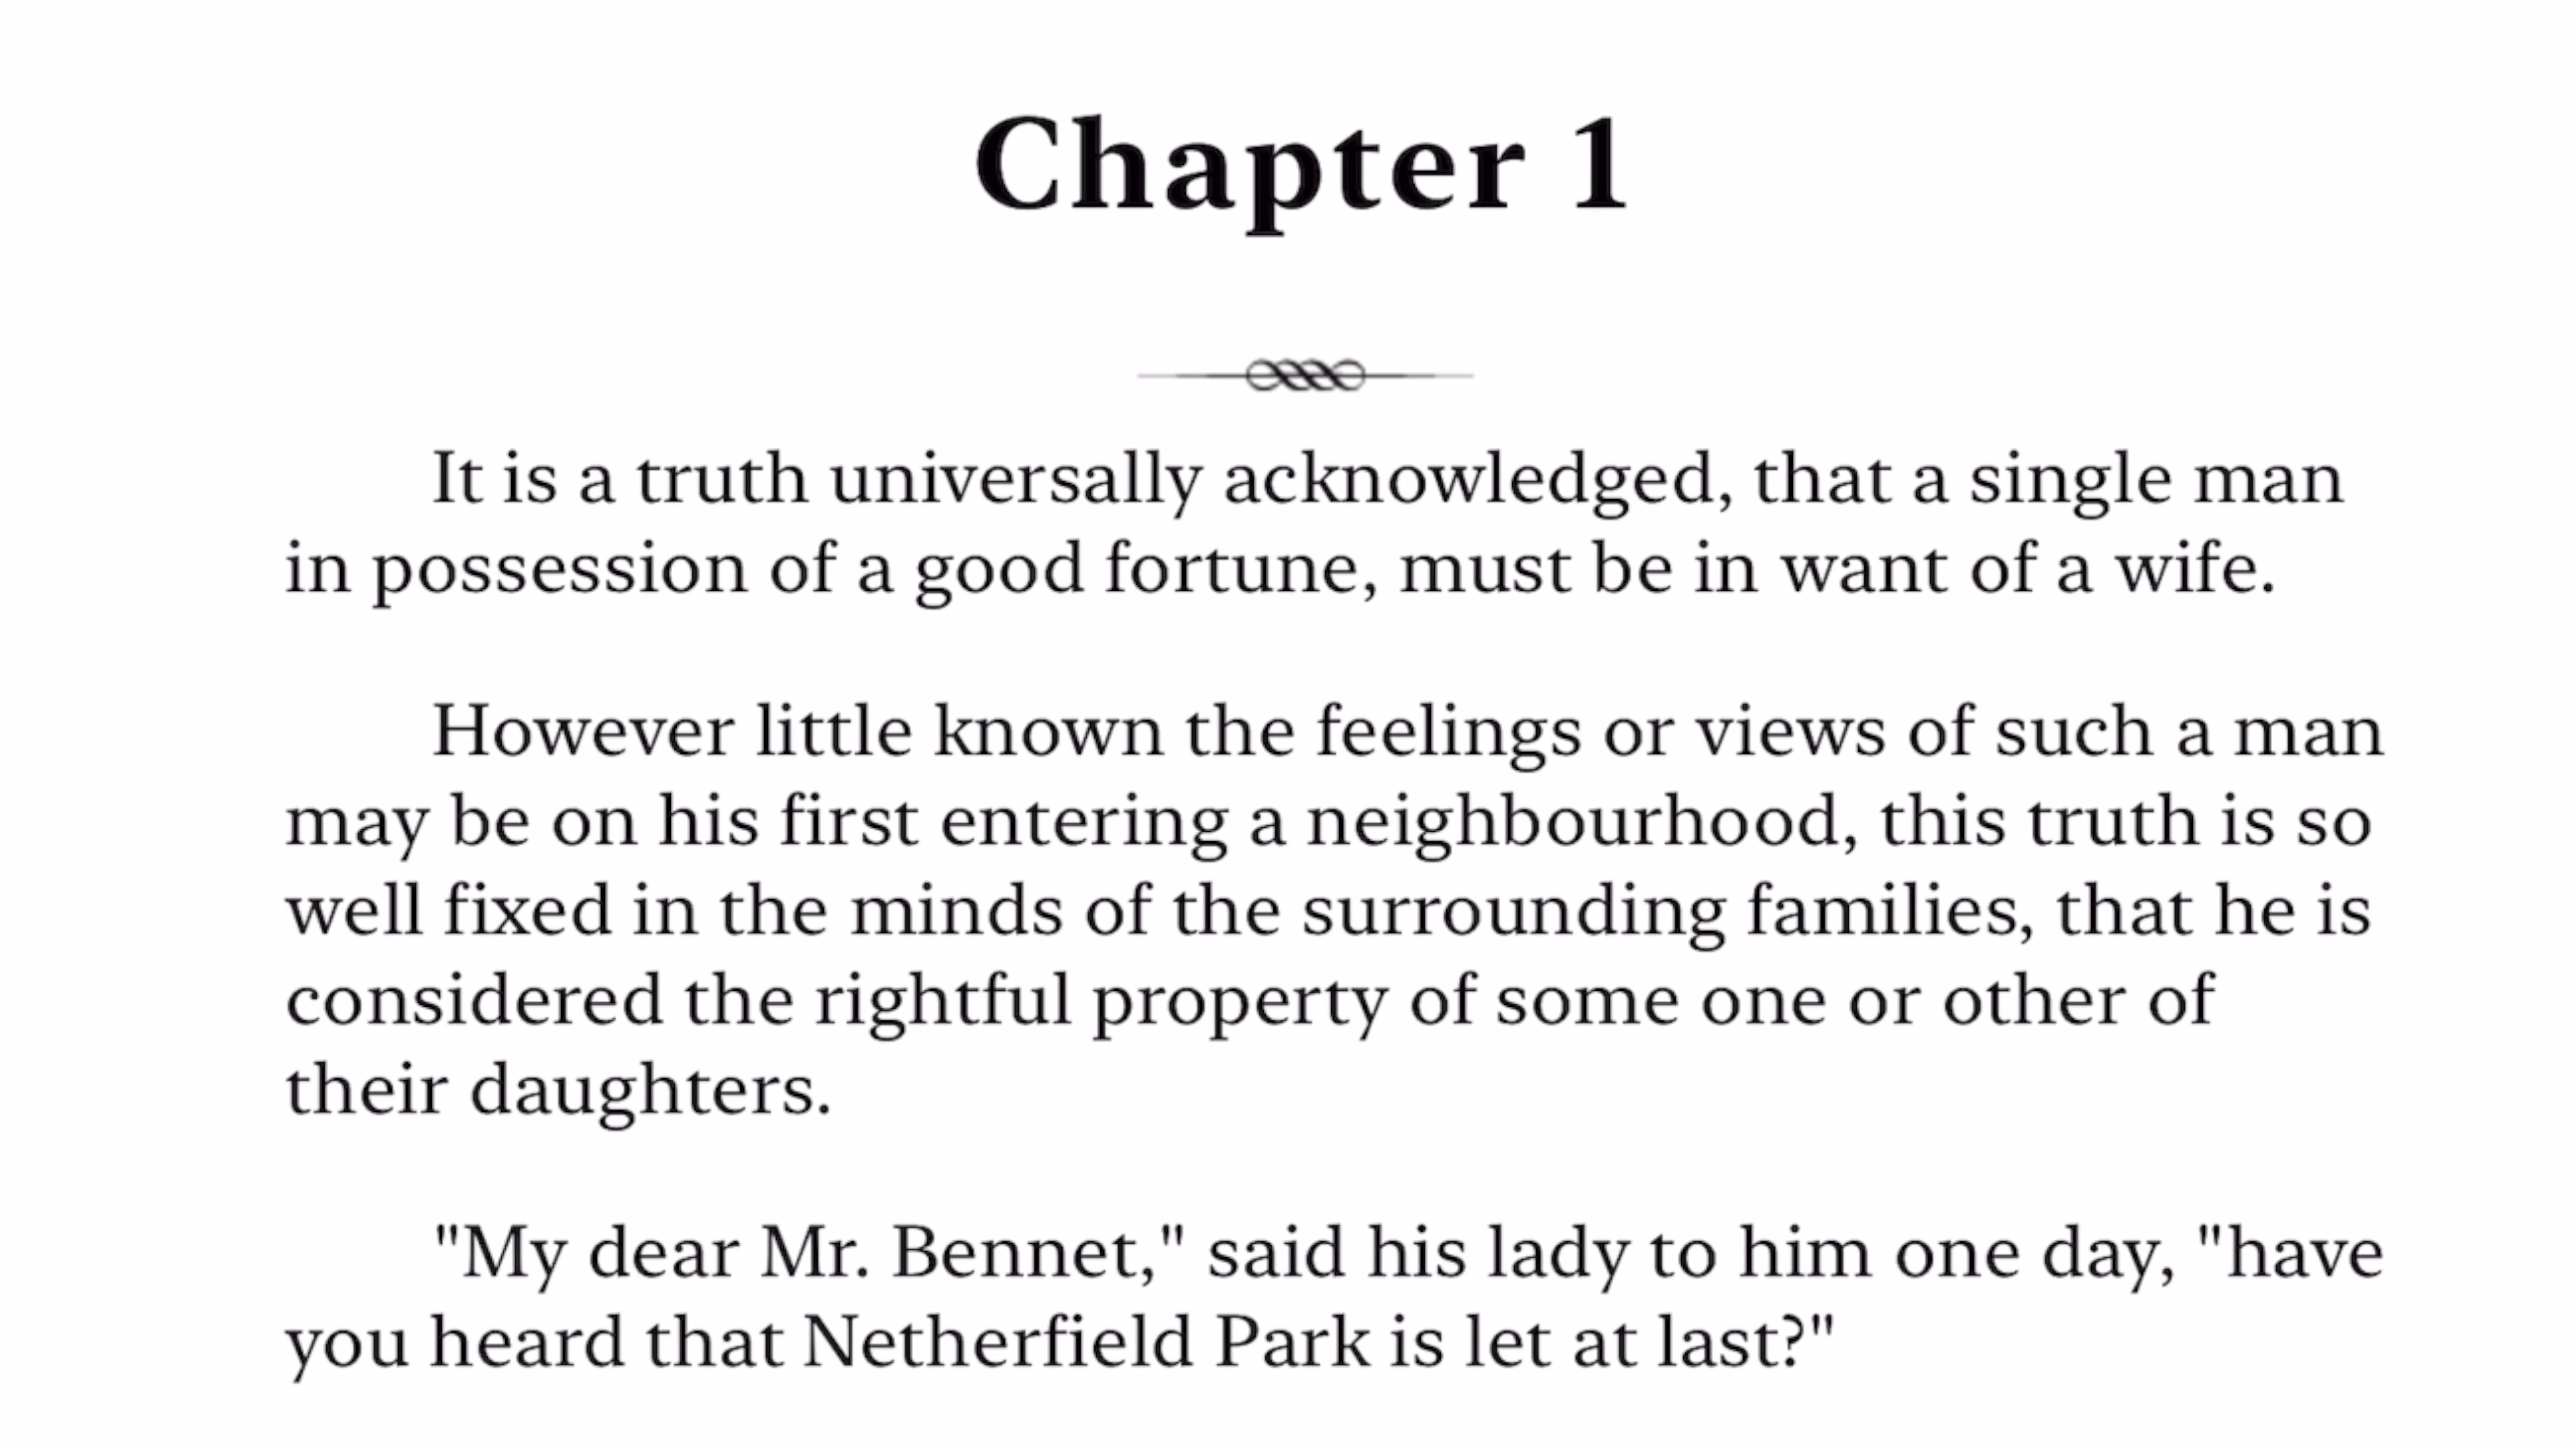 Chapter 1
It is a truth universally acknowledged, that a single man
in possession of a good fortune, must be in want of a wife.
However little known the feelings or views of such a man
may be on his first entering a neighbourhood, this truth is so
well fixed in the minds of the surrounding families, that he is
considered the rightful property of some one or other of
their daughters.
"My dear Mr. Bennet," said his lady to him one day, "have
you heard that Netherfield Park is let at last?"